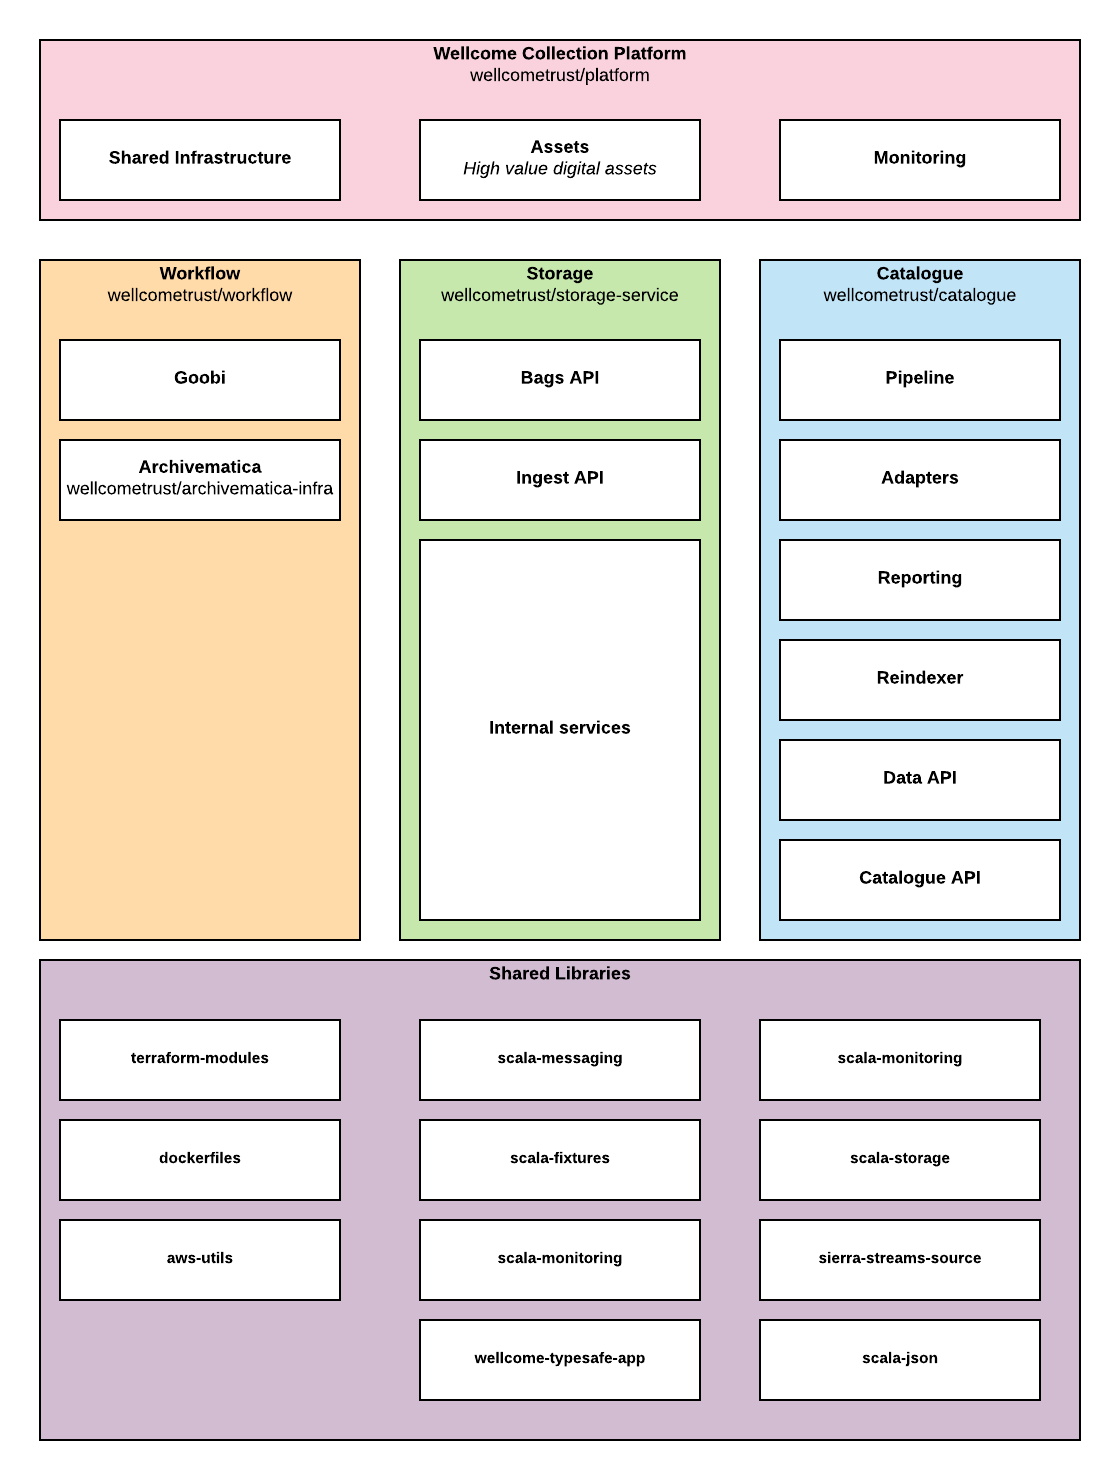 Wellcome Collection Platform
wellcometrust/platform
Shared Infrastructure
Assets
High value digital assets
Monitoring
Workflow
wellcometrust/workflow
Goobi
Archivematica
wellcometrust/archivematica-infra
Storage
wellcometrust/storage-service
Bags API
Ingest API
Internal services
Catalogue
wellcometrust/catalogue
Pipeline
Adapters
Reporting
Reindexer
Data API
Catalogue API
Shared Libraries
terraform-modules
scala-messaging
scala-monitoring
dockerfiles
scala-fixtures
scala-storage
aws-utils
scala-monitoring
sierra-streams-source
wellcome-typesafe-app
scala-json